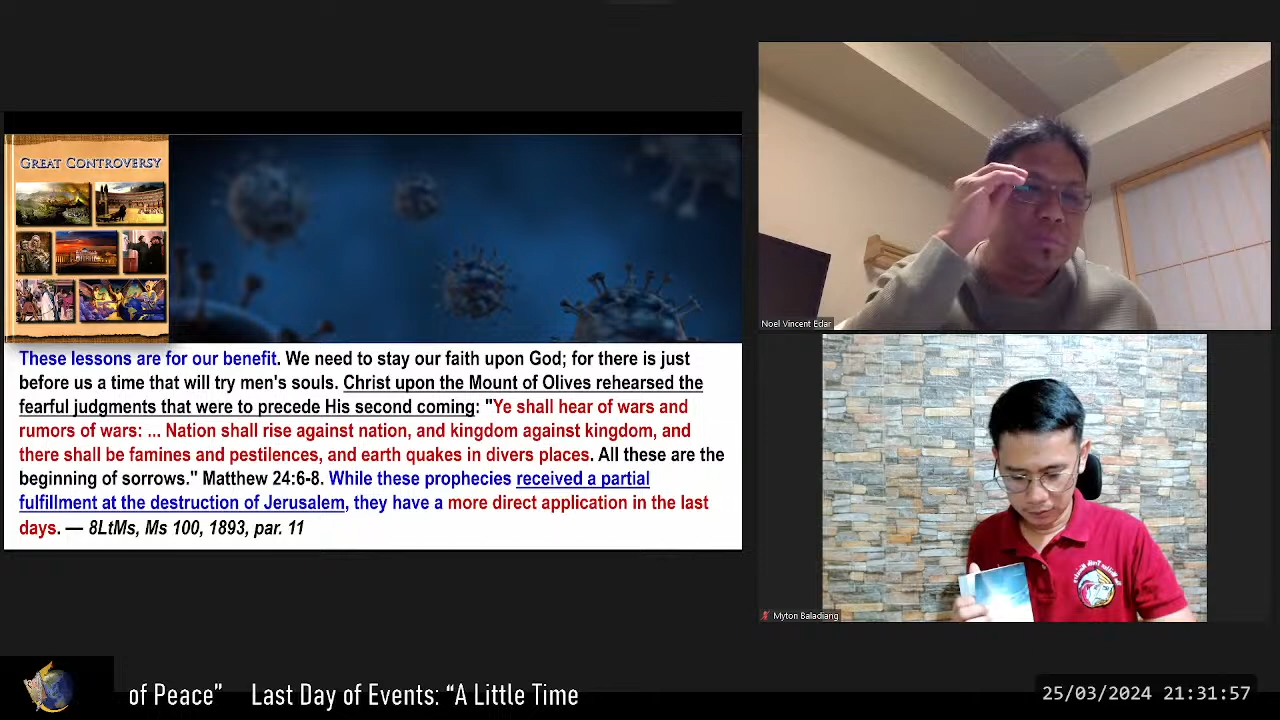 GREAT CONTROVERSY
These lessons are for our benefit. We need to stay our faith upon God; for there is just
before us a time that will try men's souls. Christ upon the Mount of Olives rehearsed the
fearful judgments that were to precede His second coming: "Ye shall hear of wars and
rumors of wars: ... Nation shall rise against nation, and kingdom against kingdom, and
there shall be famines and pestilences, and earth quakes in divers places. All these are the
beginning of sorrows." Matthew 24:6-8. While these prophecies received a partial
fulfillment at the destruction of Jerusalem, they have a more direct application in the last
days. — 8LtMs, Ms 100, 1893, par. 11
Noel Vincent Edar
Myton Baladiang
of Peace” Last Day of Events: “A Little Time
25/03/2024 21:31:57